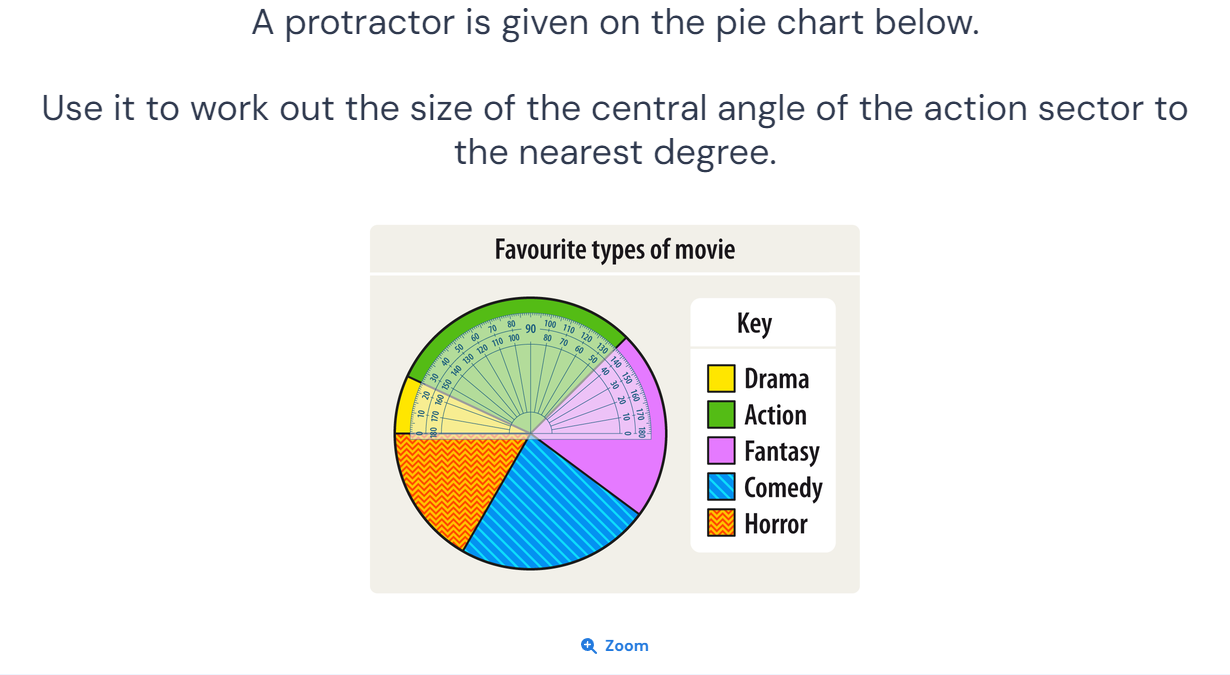 A protractor is given on the pie chart below.
Use it to work out the size of the central angle of the action sector to
the nearest degree.
Favourite types of movie
0 10 20 30 40 50 60 70 80 90 100 110 120 130 140 150 160 170 180
180 170 160 150 140 130 120 110 100 80 70 60 50 40 30 20 10 0
Key
Drama
Action
Fantasy
Comedy
Horror
Zoom